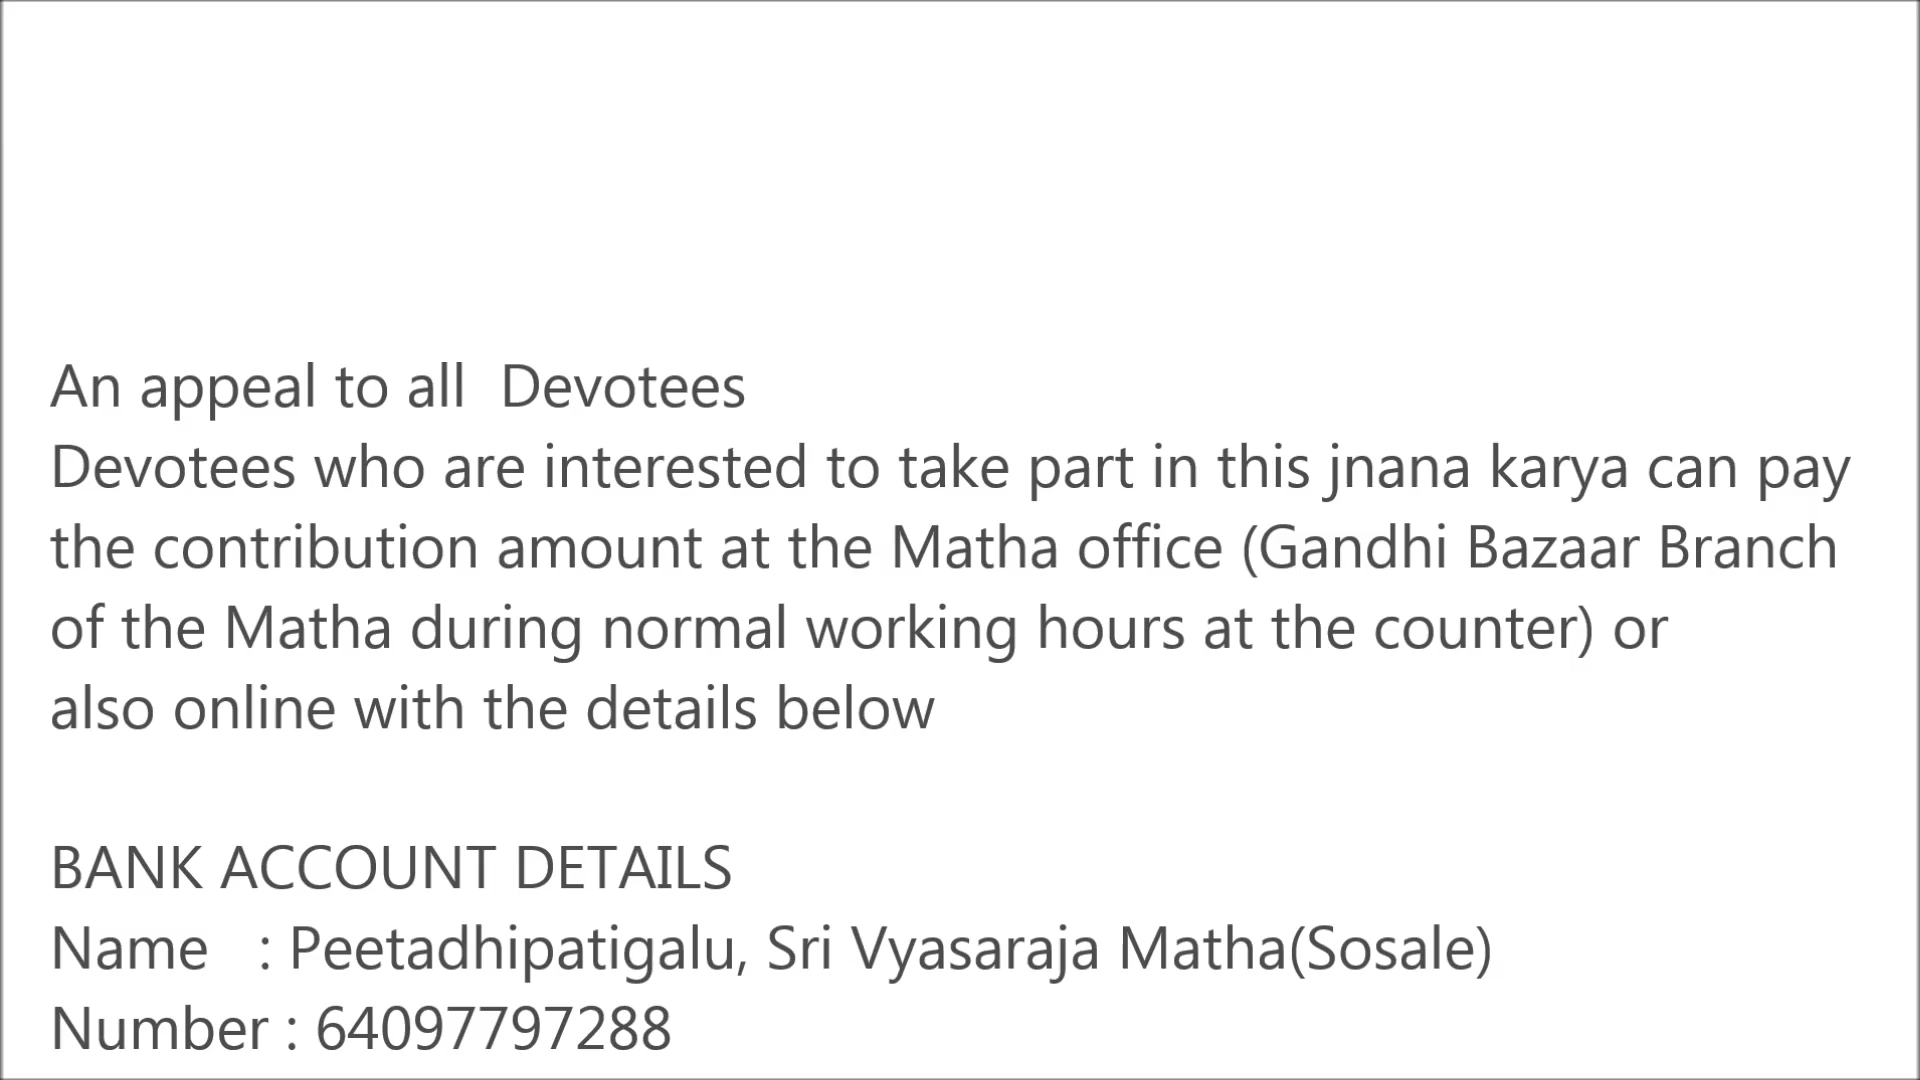 An appeal to all  Devotees
Devotees who are interested to take part in this jnana karya can pay
the contribution amount at the Matha office (Gandhi Bazaar Branch
of the Matha during normal working hours at the counter) or
also online with the details below
BANK ACCOUNT DETAILS
Name   : Peetadhipatigalu, Sri Vyasaraja Matha(Sosale)
Number : 64097797288